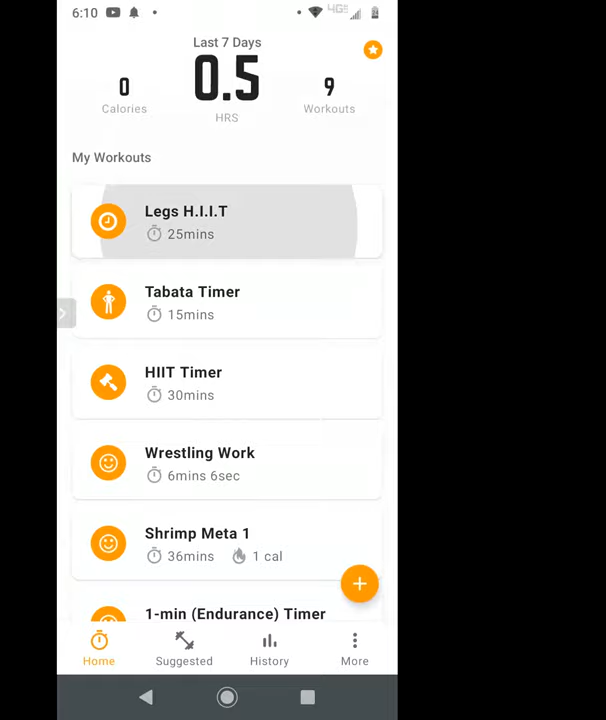 6:10
4G
Last 7 Days
0.5
HRS
0
Calories
9
Workouts
My Workouts
Legs H.I.I.T
25mins
Tabata Timer
15mins
HIIT Timer
30mins
Wrestling Work
6mins 6sec
Shrimp Meta 1
36mins 1 cal
1-min (Endurance) Timer
Home Suggested History More